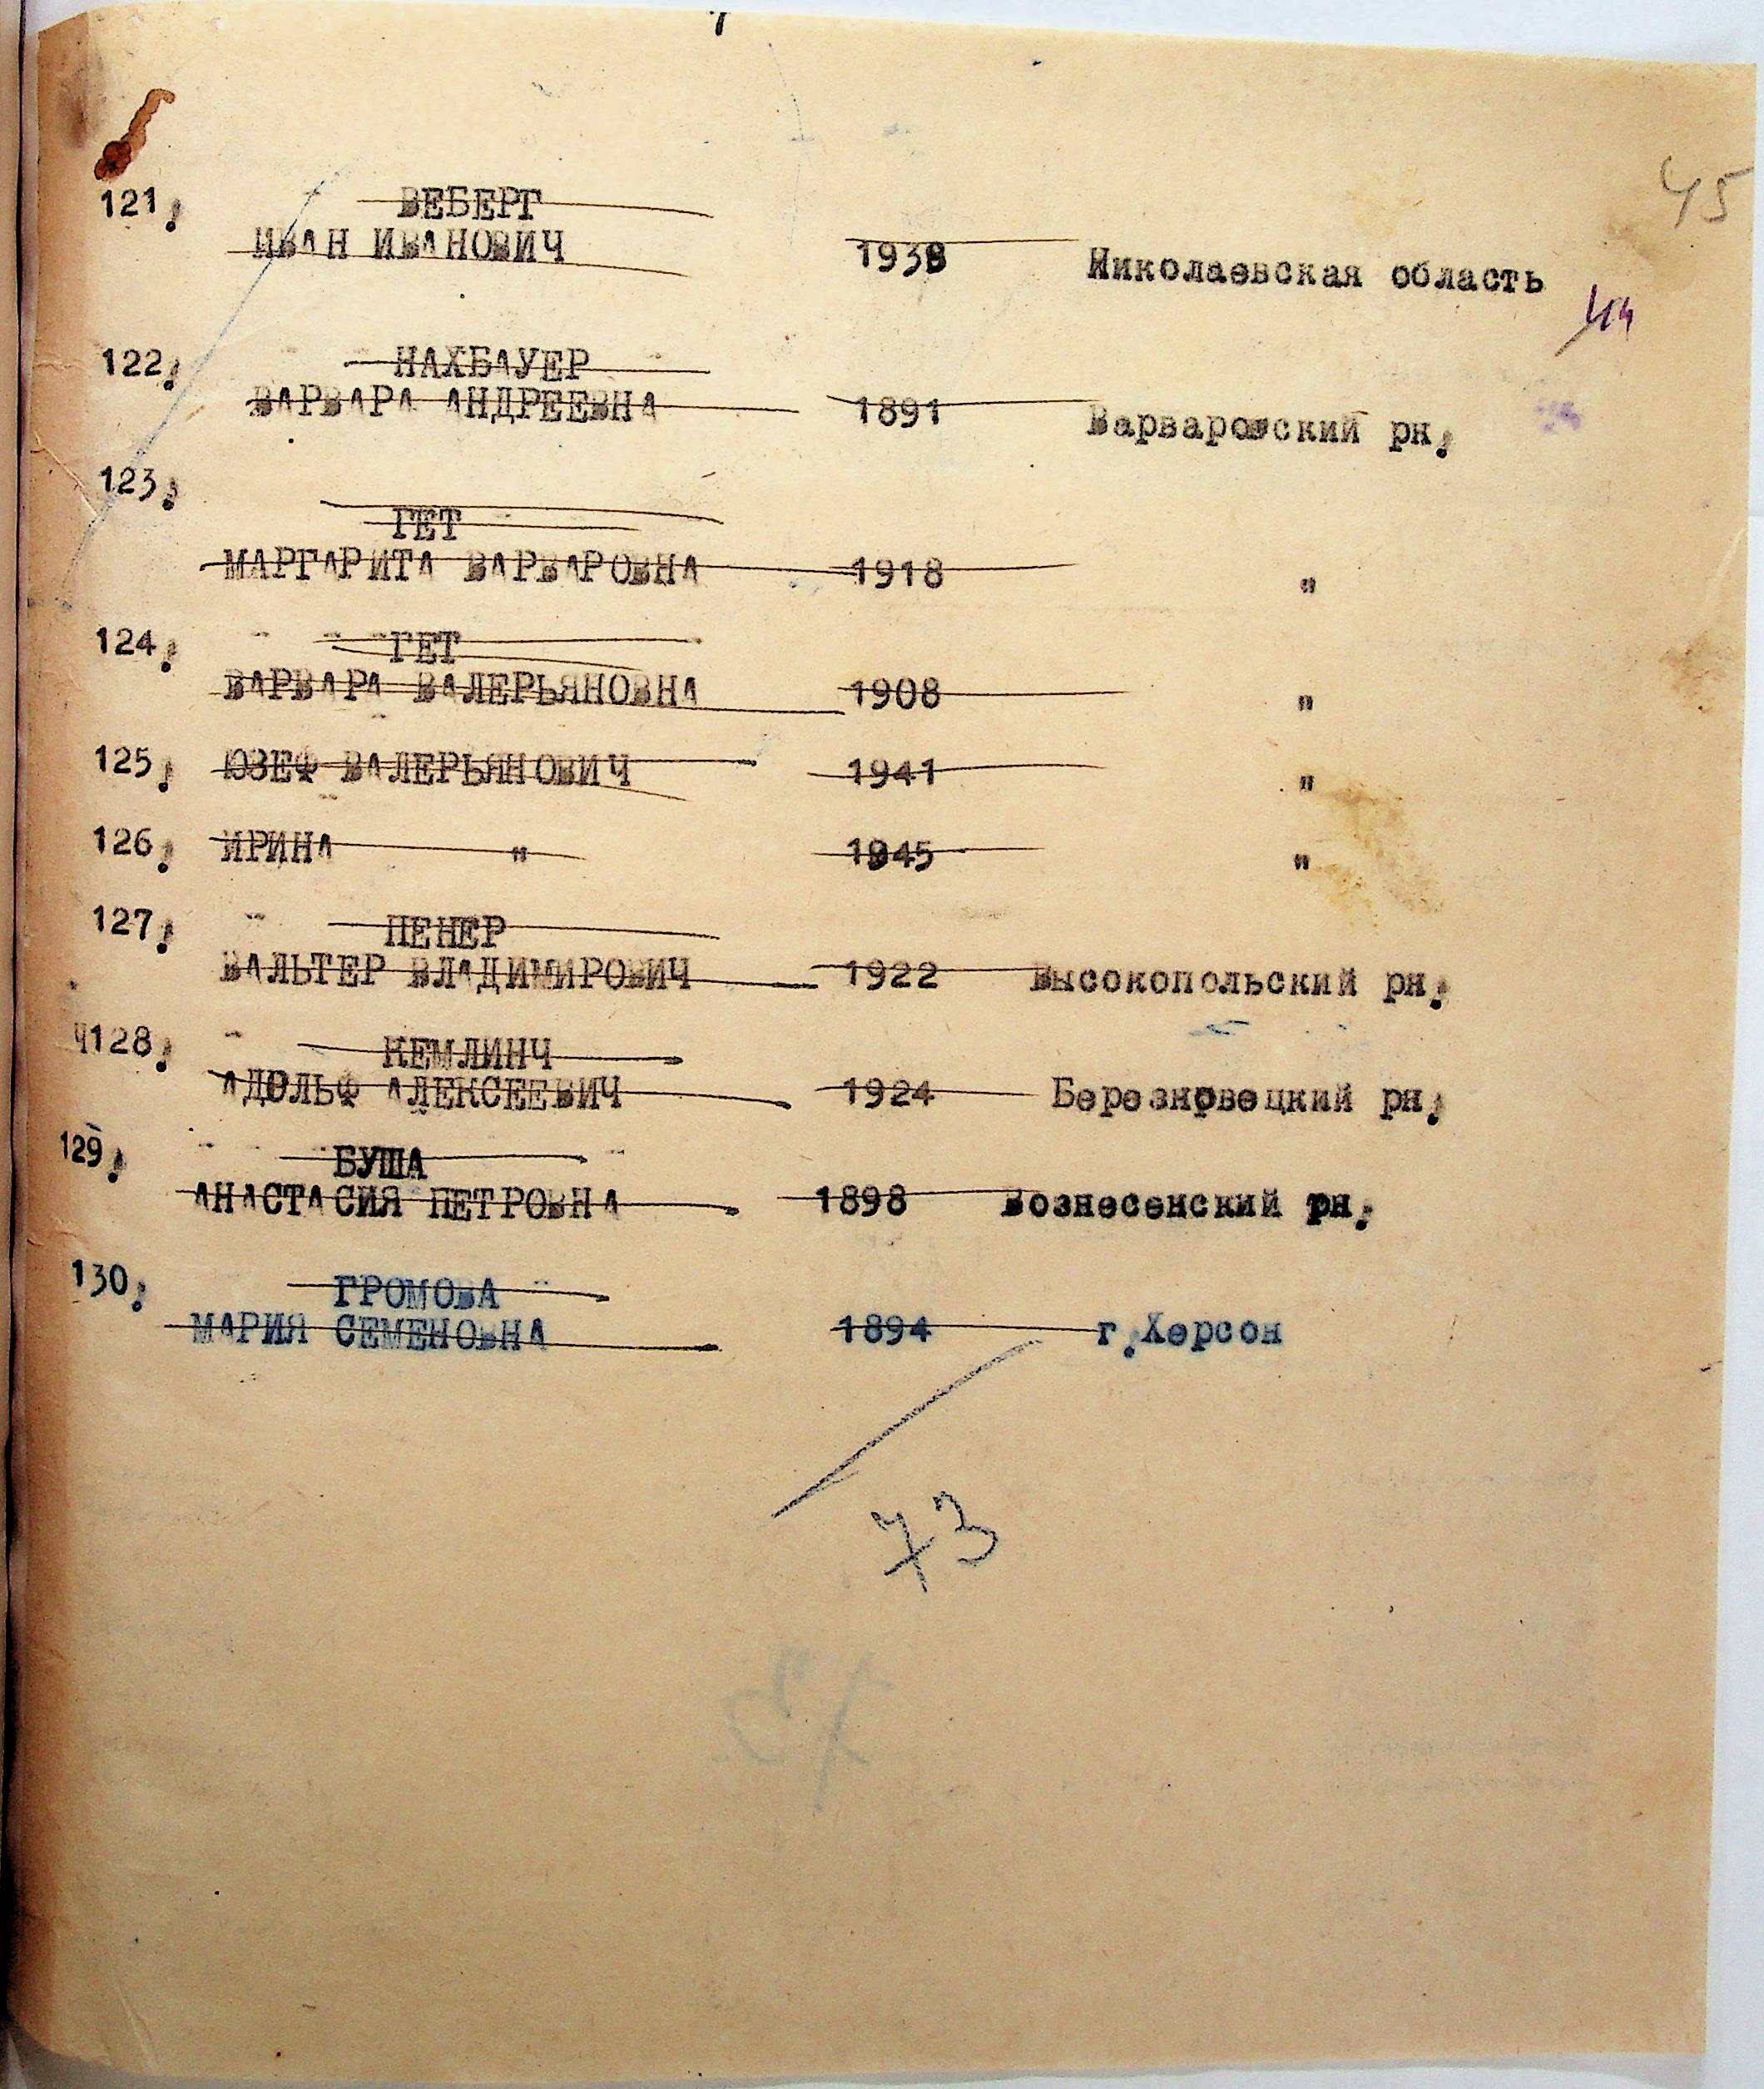 45
121. ВЕБЕРТ
ИВАН ИВАНОВИЧ 1938 Николаевская область
44
122. НАХБАУЕР
ВАРВАРА АНДРЕЕВНА 1891 Варваровский рн.
123.
ГЕТ
МАРГАРИТА ВАРВАРОВНА 1918 "
124. ГЕТ
ВАРВАРА ВАЛЕРЬЯНОВНА 1908 "
125. ЮЗЕФ ВАЛЕРЬЯНОВИЧ 1941 "
126. ИРИНА " 1945 "
127. ПЕНЕР
ВАЛЬТЕР ВЛАДИМИРОВИЧ 1922 Высокопольский рн.
Ч128. КЕМЛИНЧ
АДОЛЬФ АЛЕКСЕЕВИЧ 1924 Березновецкий рн.
129. БУША
АНАСТАСИЯ ПЕТРОВНА 1898 Вознесенский рн.
130. ГРОМОВА
МАРИЯ СЕМЕНОВНА 1894 г.Херсон
73